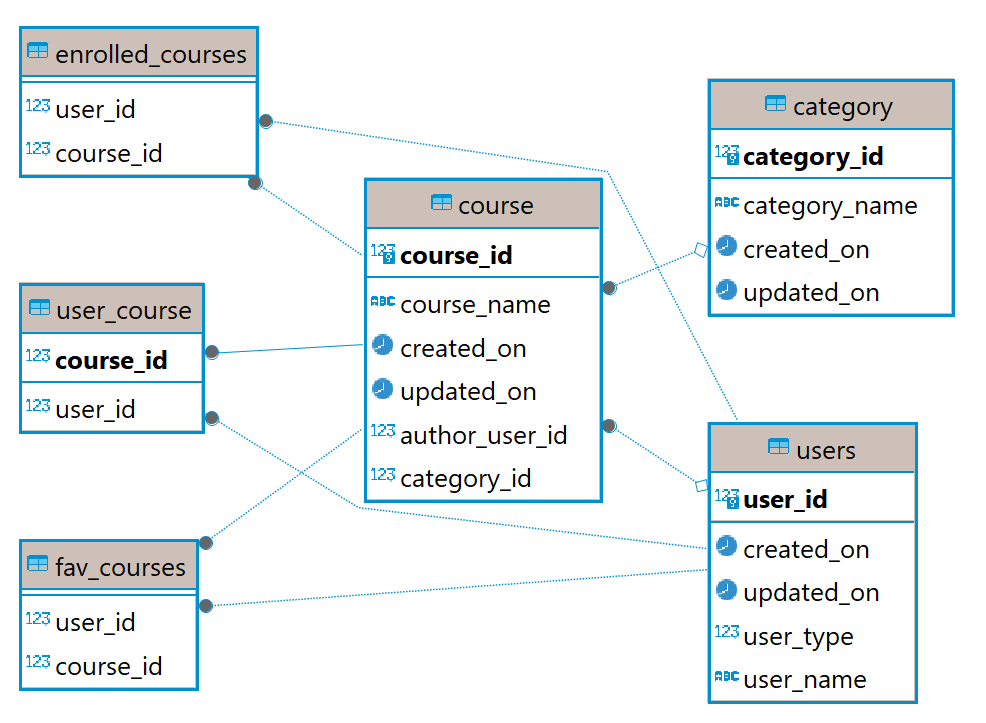 enrolled_courses
123 user_id
123 course_id
category
123 category_id
ABC category_name
created_on
updated_on
course
123 course_id
ABC course_name
created_on
updated_on
123 author_user_id
123 category_id
user_course
123 course_id
123 user_id
users
123 user_id
created_on
updated_on
123 user_type
ABC user_name
fav_courses
123 user_id
123 course_id